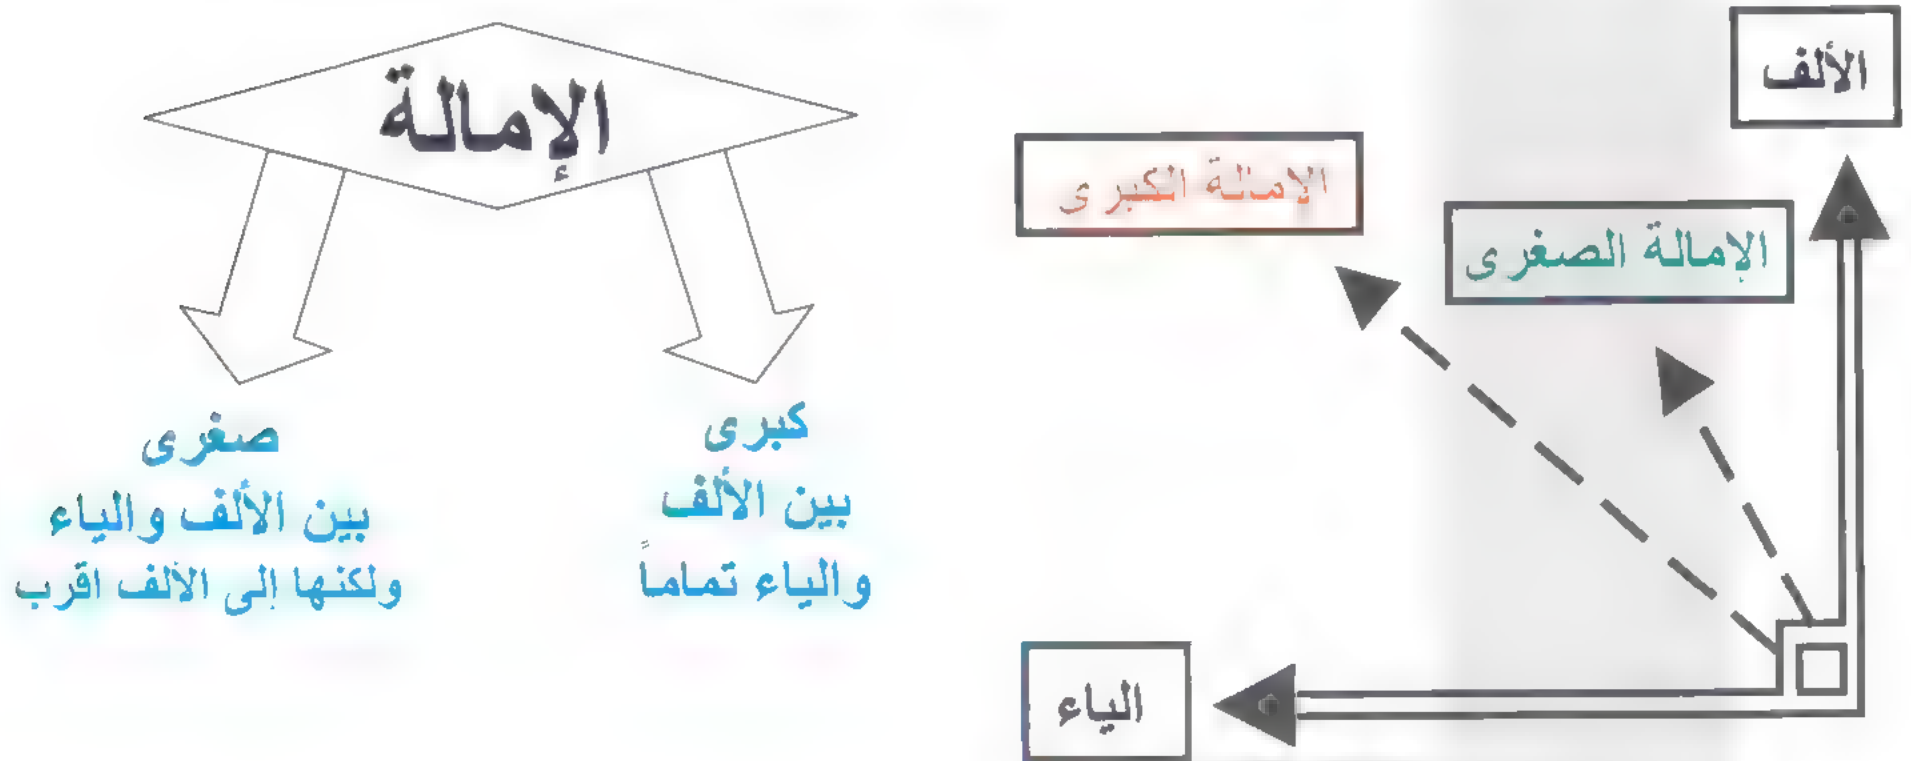 الألف
الإمالة الكبرى
الإمالة الصغرى
الياء
الإمالة
كبرى
بين الألف
والياء تماماً
صغرى
بين الألف والياء
ولكنها إلى الألف اقرب